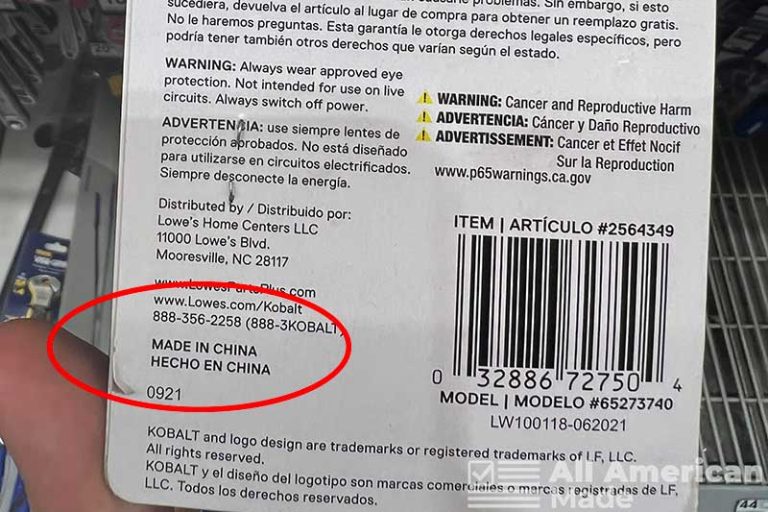 sucediera, devuelva el artículo al lugar de compra para obtener un reemplazo gratis.
No le haremos preguntas. Esta garantía le otorga derechos legales específicos, pero
podría tener también otros derechos que varían según el estado.
WARNING: Always wear approved eye
protection. Not intended for use on live
circuits. Always switch off power.
ADVERTENCIA: use siempre lentes de
protección aprobados. No está diseñado
para utilizarse en circuitos electrificados.
Siempre desconecte la energía.
WARNING: Cancer and Reproductive Harm
ADVERTENCIA: Cáncer y Daño Reproductivo
ADVERTISSEMENT: Cancer et Effet Nocif
Sur la Reproduction
www.p65warnings.ca.gov
Distributed by / Distribuido por:
Lowe's Home Centers LLC
11000 Lowe's Blvd.
Mooresville, NC 28117
www.LowesPartsPlus.com
www.Lowes.com/Kobalt
888-356-2258 (888-3KOBALT)
MADE IN CHINA
HECHO EN CHINA
0921
ITEM | ARTÍCULO #2564349
0 32886 72750 4
MODEL | MODELO #65273740
LW100118-062021
KOBALT and logo design are trademarks or registered trademarks of LF, LLC.
All rights reserved.
KOBALT y el diseño del logotipo son marcas comerciales o marcas registradas de LF,
LLC. Todos los derechos reservados.
All American
Made
44